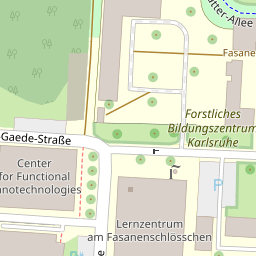 tter-Allee
Fasane
Forstliches
Bildungszentrum
Karlsruhe
Gaede-Straße
Center
for Functional
anotechnologies
P
Lernzentrum
am Fasanenschlösschen
P